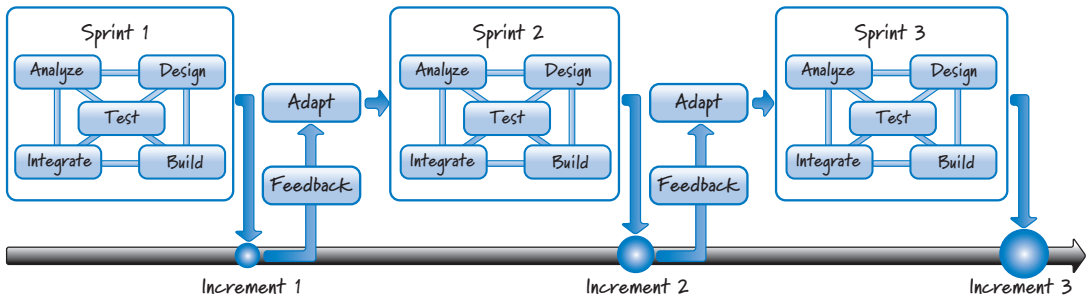 Sprint 1
Analyze
Design
Test
Integrate
Build
Adapt
Feedback
Sprint 2
Analyze
Design
Test
Integrate
Build
Adapt
Feedback
Sprint 3
Analyze
Design
Test
Integrate
Build
Increment 1
Increment 2
Increment 3